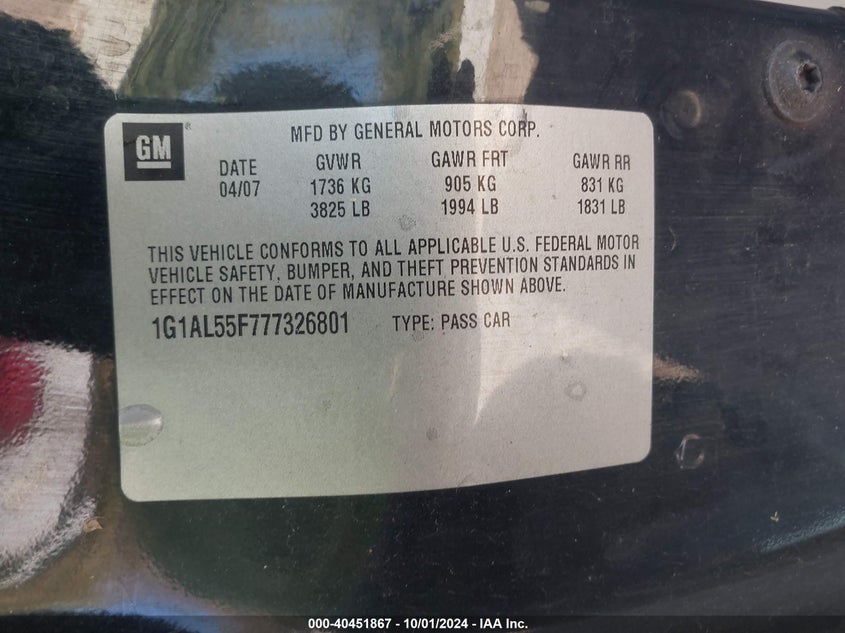 GM ®
MFD BY GENERAL MOTORS CORP.
DATE GVWR GAWR FRT GAWR RR
04/07 1736 KG 905 KG 831 KG
3825 LB 1994 LB 1831 LB
THIS VEHICLE CONFORMS TO ALL APPLICABLE U.S. FEDERAL MOTOR
VEHICLE SAFETY, BUMPER, AND THEFT PREVENTION STANDARDS IN
EFFECT ON THE DATE OF MANUFACTURE SHOWN ABOVE.
1G1AL55F777326801 TYPE: PASS CAR
000-40451867 - 10/01/2024 - IAA Inc.